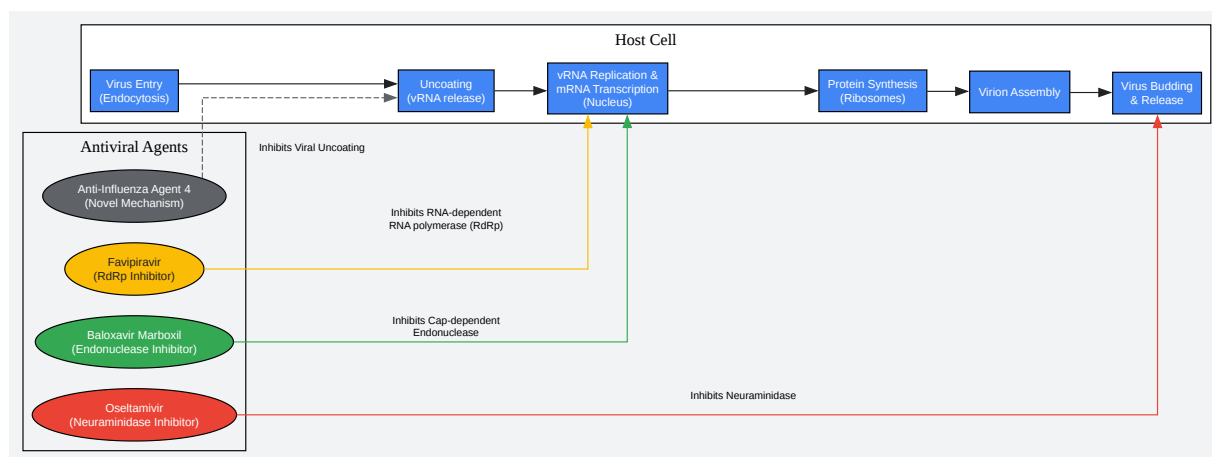 Host Cell
Virus Entry
(Endocytosis)
Uncoating
(vRNA release)
vRNA Replication &
mRNA Transcription
(Nucleus)
Protein Synthesis
(Ribosomes)
Virion Assembly
Virus Budding
& Release
Antiviral Agents
Inhibits Viral Uncoating
Anti-Influenza Agent 4
(Novel Mechanism)
Inhibits RNA-dependent
RNA polymerase (RdRp)
Favipiravir
(RdRp Inhibitor)
Inhibits Cap-dependent
Endonuclease
Baloxavir Marboxil
(Endonuclease Inhibitor)
Inhibits Neuraminidase
Oseltamivir
(Neuraminidase Inhibitor)